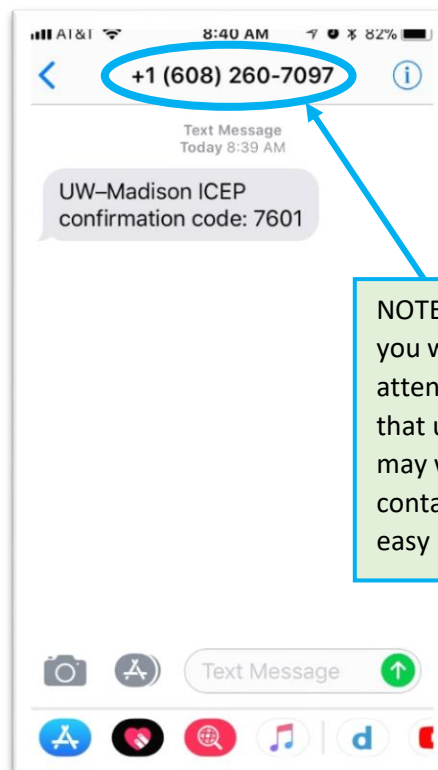 AT&T 8:40 AM 82%
+1 (608) 260-7097
Text Message
Today 8:39 AM
UW–Madison ICEP
confirmation code: 7601
NOTE
you w
atten
that u
may w
conta
easy
Text Message
d